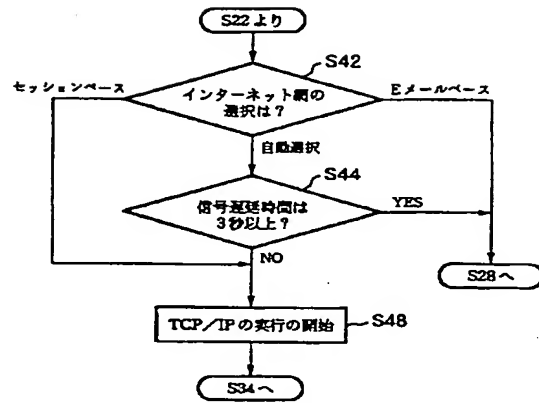 S22より
S42
セッションベース
インターネット網の
選択は?
Eメールベース
自動選択
S44
信号遅延時間は
3秒以上?
YES
NO
S28へ
TCP/IPの実行の開始
S48
S34へ